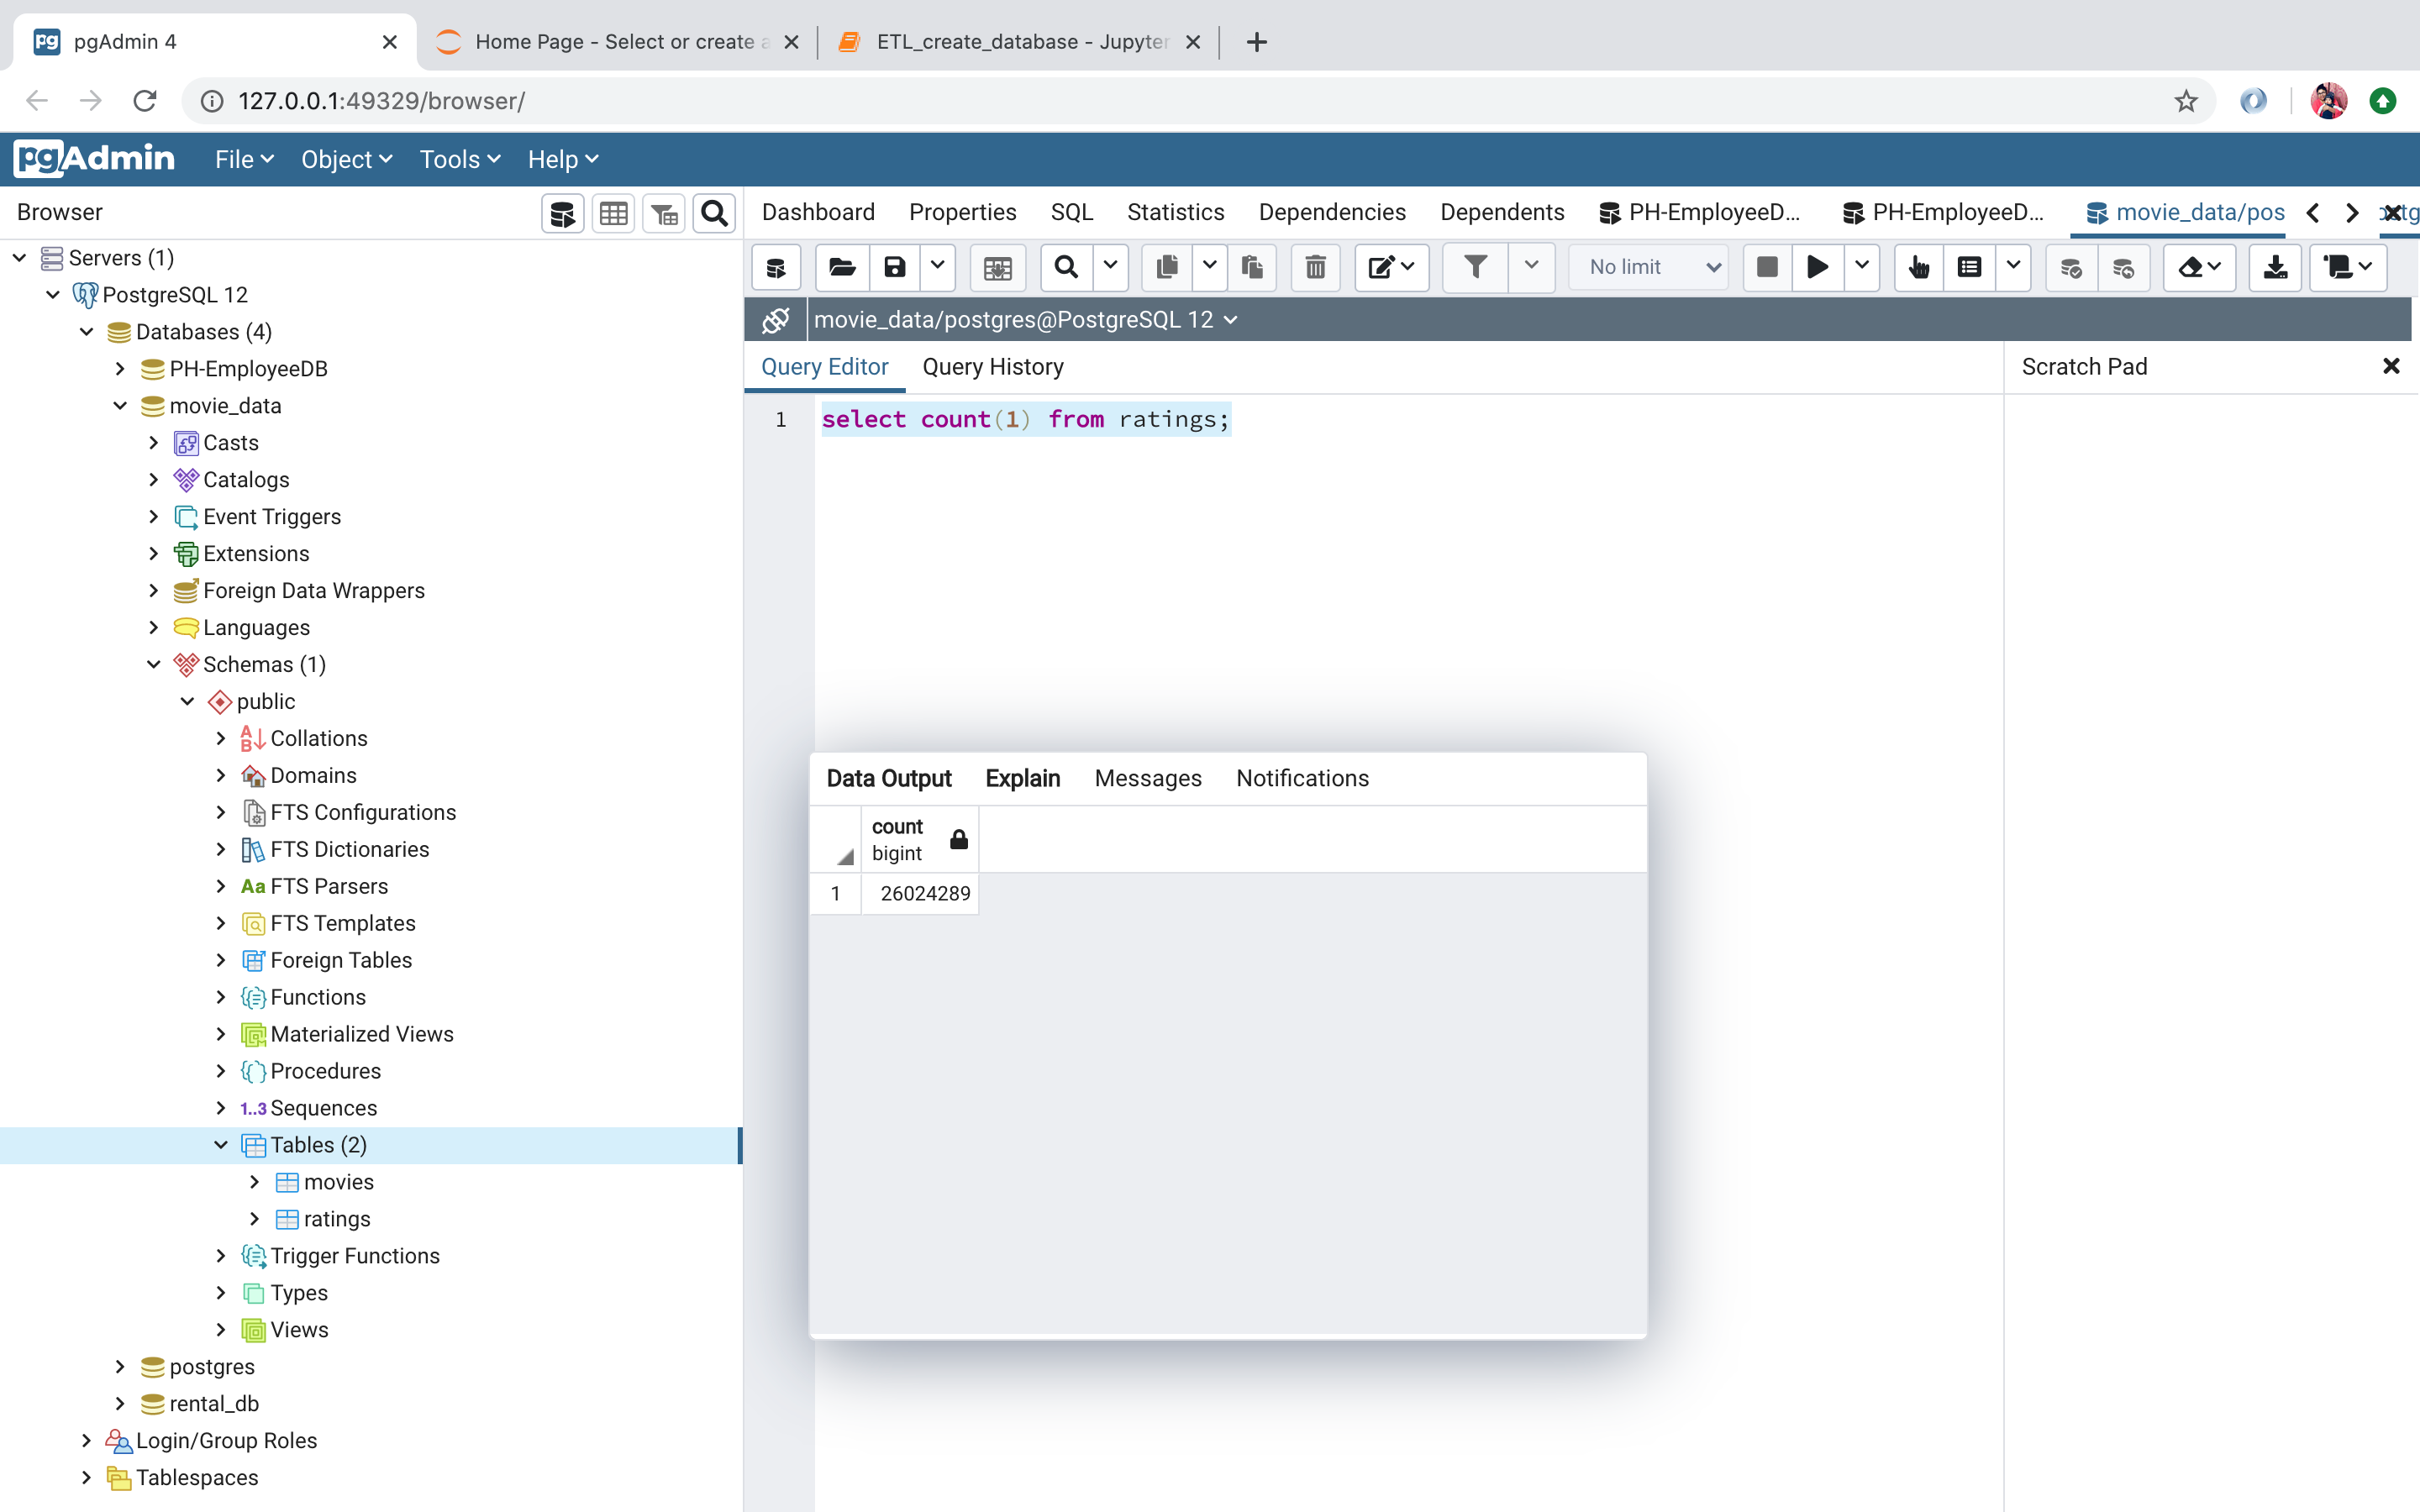 pgAdmin 4
Home Page - Select or create a
ETL_create_database - Jupyter
127.0.0.1:49329/browser/
pgAdmin File Object Tools Help
Browser
Dashboard Properties SQL Statistics Dependencies Dependents PH-EmployeeD... PH-EmployeeD... movie_data/pos
No limit
movie_data/postgres@PostgreSQL 12
Query Editor Query History
Scratch Pad
1 select count(1) from ratings;
Servers (1)
PostgreSQL 12
Databases (4)
PH-EmployeeDB
movie_data
Casts
Catalogs
Event Triggers
Extensions
Foreign Data Wrappers
Languages
Schemas (1)
public
Collations
Domains
FTS Configurations
FTS Dictionaries
Aa FTS Parsers
FTS Templates
Foreign Tables
Functions
Materialized Views
Procedures
1..3 Sequences
Tables (2)
movies
ratings
Trigger Functions
Types
Views
postgres
rental_db
Login/Group Roles
Tablespaces
Data Output Explain Messages Notifications
count
bigint
1 26024289